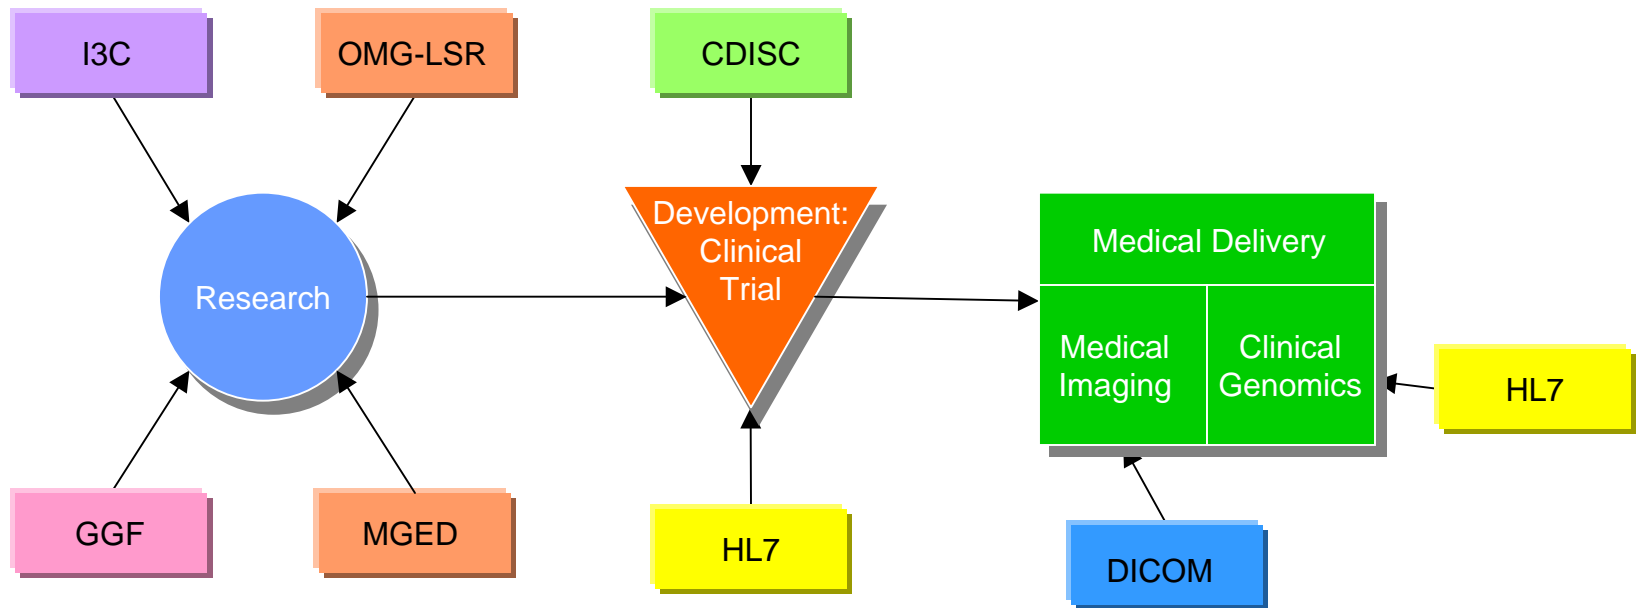 I3C
OMG-LSR
CDISC
Research
Development:
Clinical
Trial
Medical Delivery
Medical
Imaging
Clinical
Genomics
HL7
GGF
MGED
HL7
DICOM